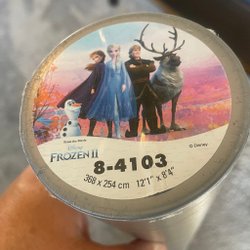 © Disney
Disney
FROZEN II
8-4103
368 x 254 cm 12'1" x 8'4"